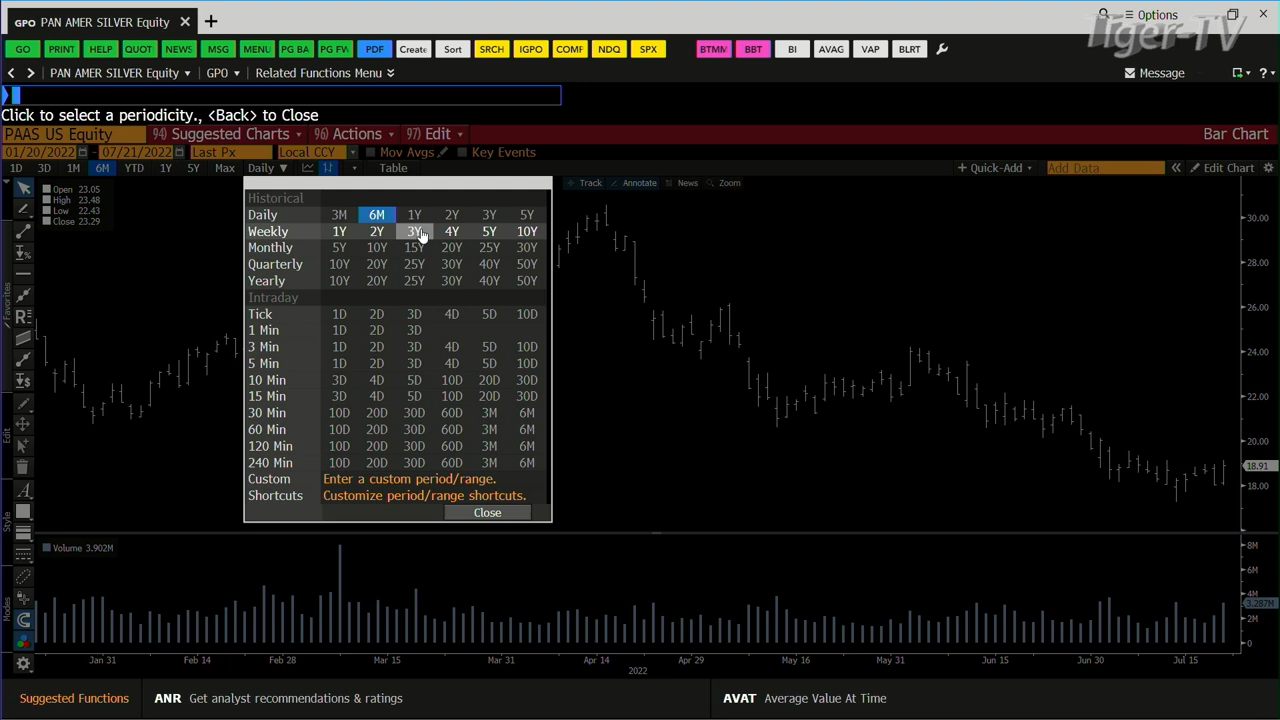 GPO PAN AMER SILVER Equity × +
Options
Tiger-TV
GO PRINT HELP QUOT NEWS MSG MENU PG BA PG FW PDF Create Sort SRCH IGPO COMF NDQ SPX BTMM BBT BI AVAG VAP BLRT
PAN AMER SILVER Equity GPO Related Functions Menu Message ?
Click to select a periodicity., <Back> to Close
PAAS US Equity 94) Suggested Charts 96) Actions 97) Edit Bar Chart
01/20/2022 - 07/21/2022 Last Px Local CCY Mov Avgs Key Events
1D 3D 1M 6M YTD 1Y 5Y Max Daily ▼ Table + Quick-Add Add Data « Edit Chart
Track Annotate News Zoom
Open 23.05
High 23.48
Low 22.43
Close 23.29
Historical
Daily 3M 6M 1Y 2Y 3Y 5Y
Weekly 1Y 2Y 3Y 4Y 5Y 10Y
Monthly 5Y 10Y 15Y 20Y 25Y 30Y
Quarterly 10Y 20Y 25Y 30Y 40Y 50Y
Yearly 10Y 20Y 25Y 30Y 40Y 50Y
Intraday
Tick 1D 2D 3D 4D 5D 10D
1 Min 1D 2D 3D
3 Min 1D 2D 3D 4D 5D 10D
5 Min 1D 2D 3D 4D 5D 10D
10 Min 3D 4D 5D 10D 20D 30D
15 Min 3D 4D 5D 10D 20D 30D
30 Min 10D 20D 30D 60D 3M 6M
60 Min 10D 20D 30D 60D 3M 6M
120 Min 10D 20D 30D 60D 3M 6M
240 Min 10D 20D 30D 60D 3M 6M
Custom Enter a custom period/range.
Shortcuts Customize period/range shortcuts.
Close
30.00
28.00
26.00
24.00
22.00
20.00
18.91
18.00
Favorites
Edit
Style
Modes
Volume 3.902M
8M
6M
3.287M
2M
0
Jan 31 Feb 14 Feb 28 Mar 15 Mar 31 Apr 14 Apr 29 May 16 May 31 Jun 15 Jun 30 Jul 15
2022
Suggested Functions ANR Get analyst recommendations & ratings AVAT Average Value At Time